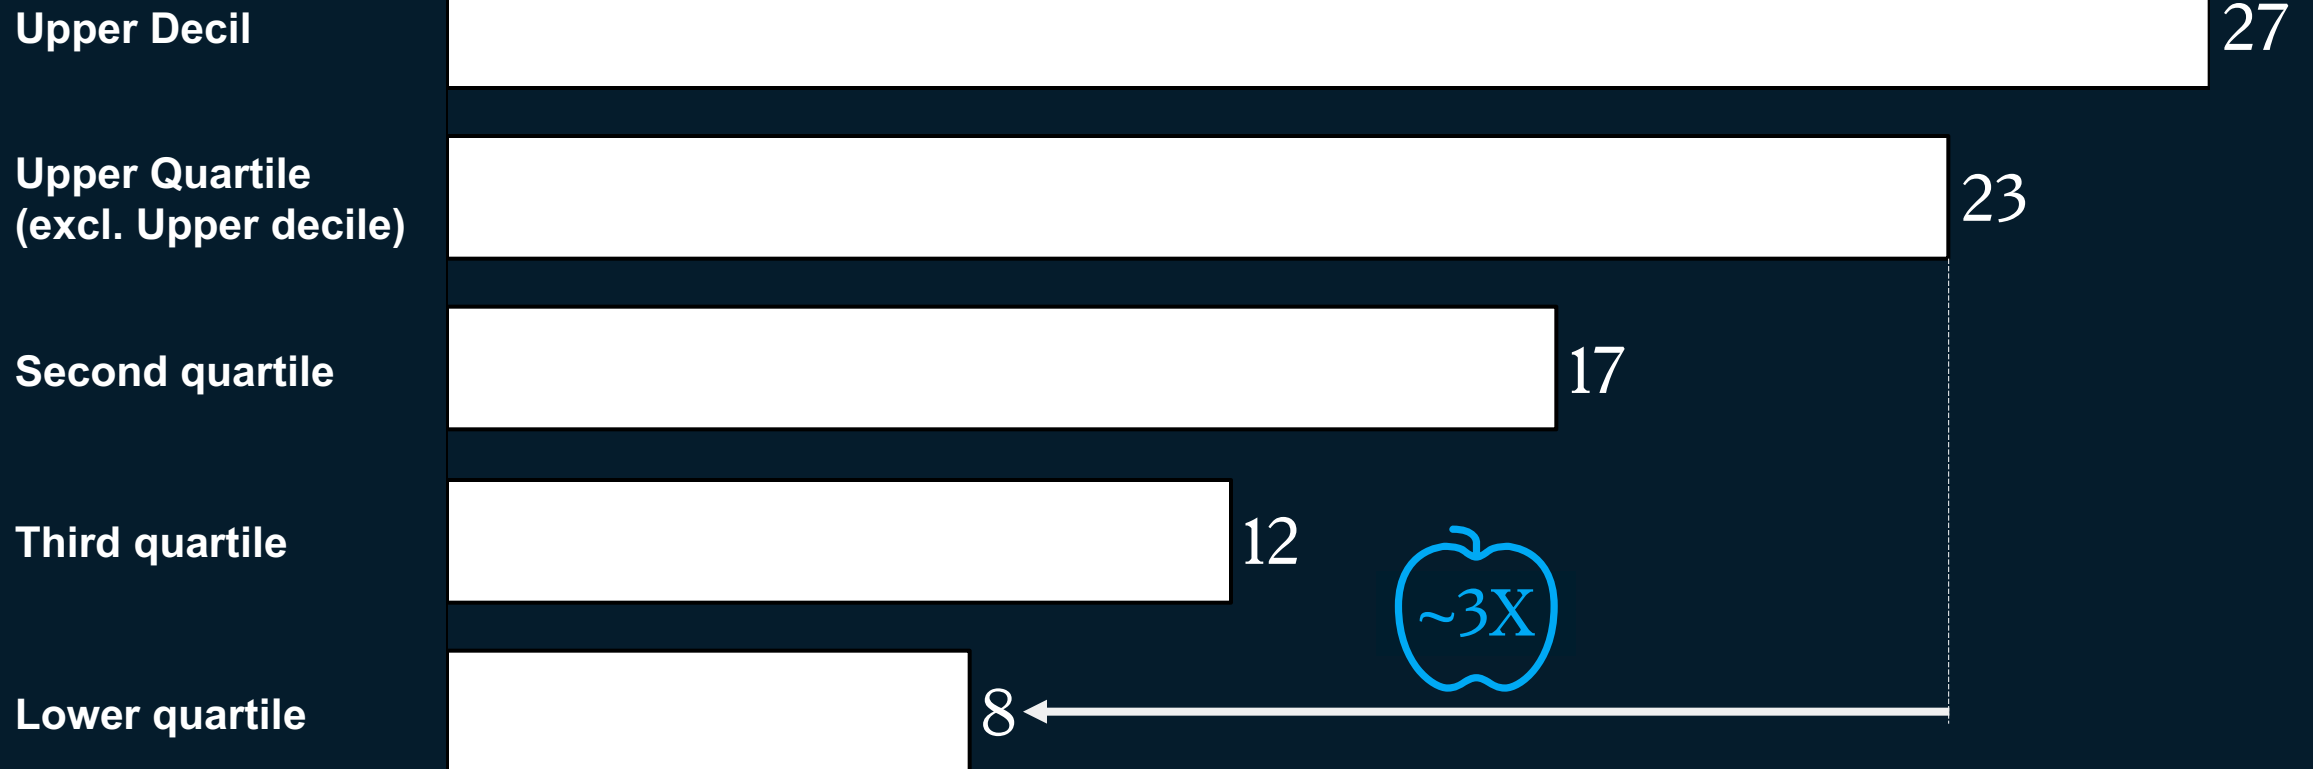 Upper Decil
27
Upper Quartile
(excl. Upper decile)
23
Second quartile
17
Third quartile
12
~3X
Lower quartile
8